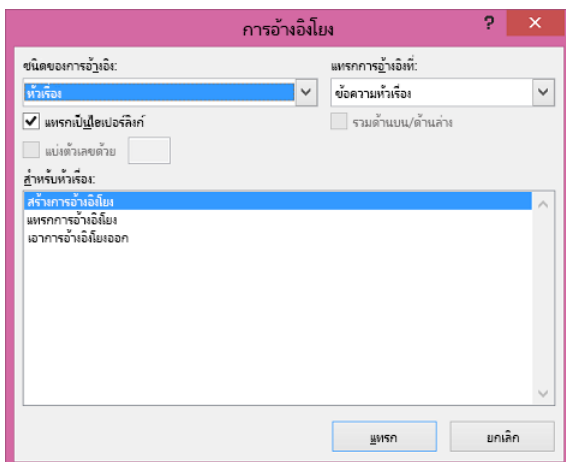 การอ้างอิงโยง ?
ชนิดของการอ้างอิง: แทรกการอ้างอิงที่:
หัวเรื่อง ข้อความหัวเรื่อง
แทรกเป็นไฮเปอร์ลิงก์ รวมด้านบน/ด้านล่าง
แบ่งตัวเลขด้วย
สำหรับหัวเรื่อง:
สร้างการอ้างอิงโยง
แทรกการอ้างอิงโยง
เอาการอ้างอิงโยงออก
แทรก ยกเลิก